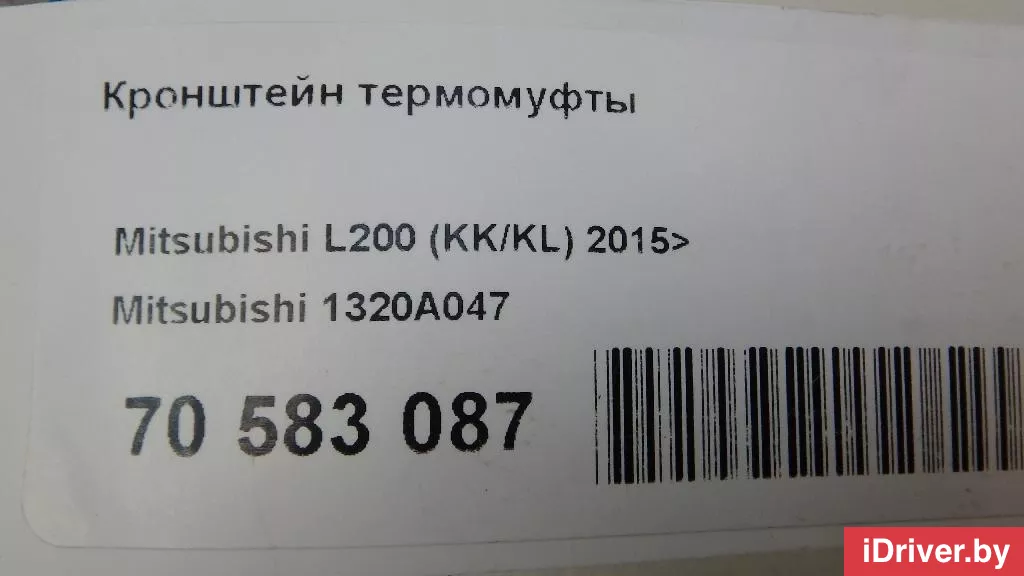 Кронштейн термомуфты
Mitsubishi L200 (KK/KL) 2015>
Mitsubishi 1320A047
70 583 087
iDriver.by